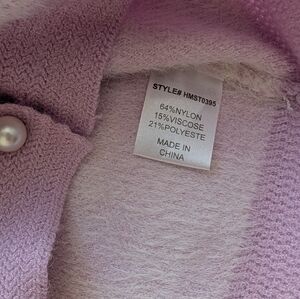 STYLE# HMST0395
64%NYLON
15%VISCOSE
21%POLYESTE
MADE IN
CHINA